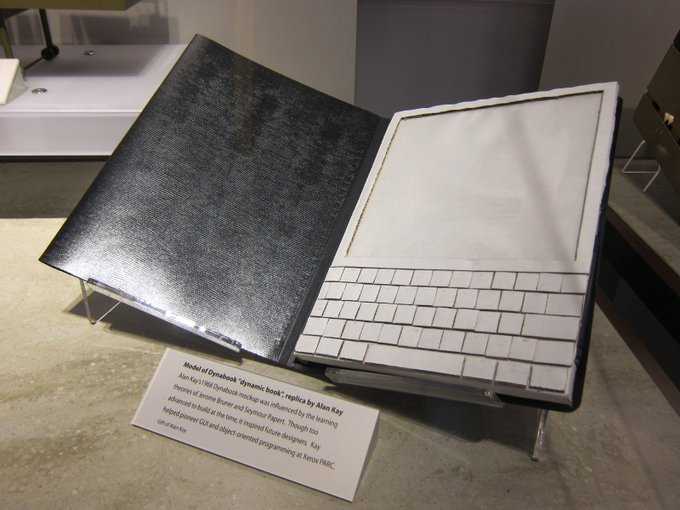 Model of Dynabook "dynamic book", replica by Alan Kay
Alan Kay's 1968 Dynabook mockup was influenced by the learning
theories of Jerome Broner and Seymour Papert. Though too
advanced to build at the time, it inspired future designers. Kay
helped pioneer GUI and object-oriented programming at Xerox PARC
Gift of Alan Kay